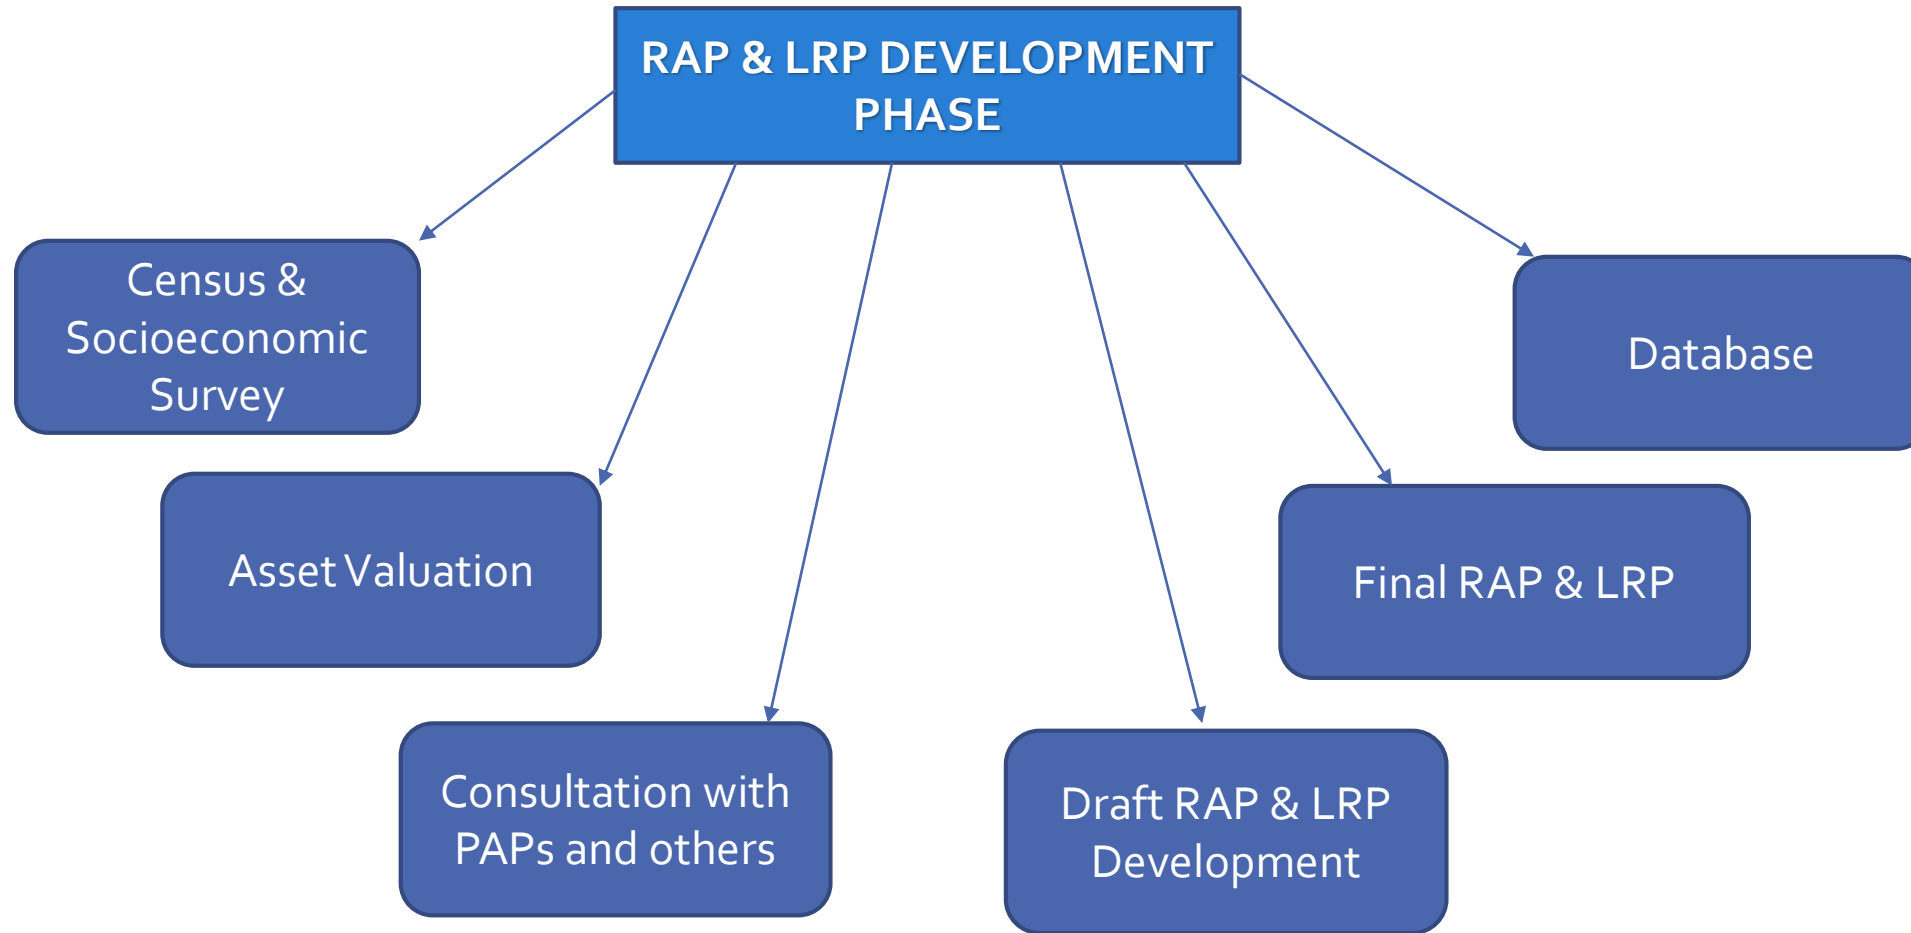 RAP & LRP DEVELOPMENT
PHASE
Census &
Socioeconomic
Survey
Asset Valuation
Consultation with
PAPs and others
Draft RAP & LRP
Development
Final RAP & LRP
Database